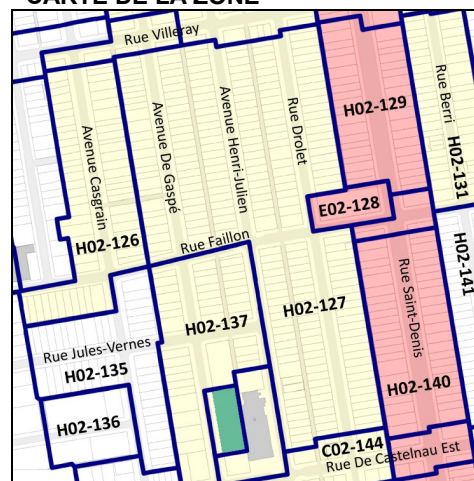 CARTE DE LA ZONE
Rue Villeray
Avenue Casgrain
Avenue De Gaspé
Avenue Henri-Julien
Rue Drolet
H02-129
Rue Berri
H02-131
E02-128
H02-126
Rue Faillon
H02-141
H02-137
H02-127
Rue Saint-Denis
Rue Jules-Vernes
H02-135
H02-140
H02-136
C02-144
Rue De Castelnau Est